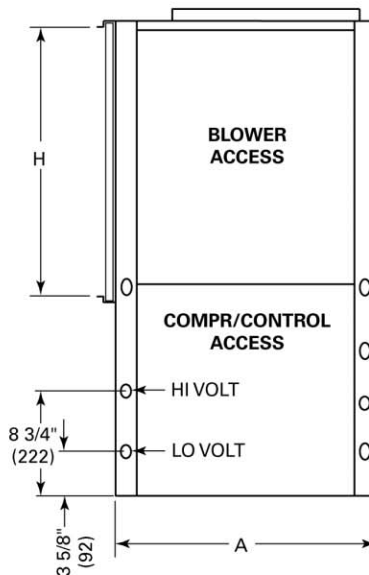 BLOWER
ACCESS
H
COMPR/CONTROL
ACCESS
HI VOLT
8 3/4"
(222)
LO VOLT
3 5/8"
(92)
A